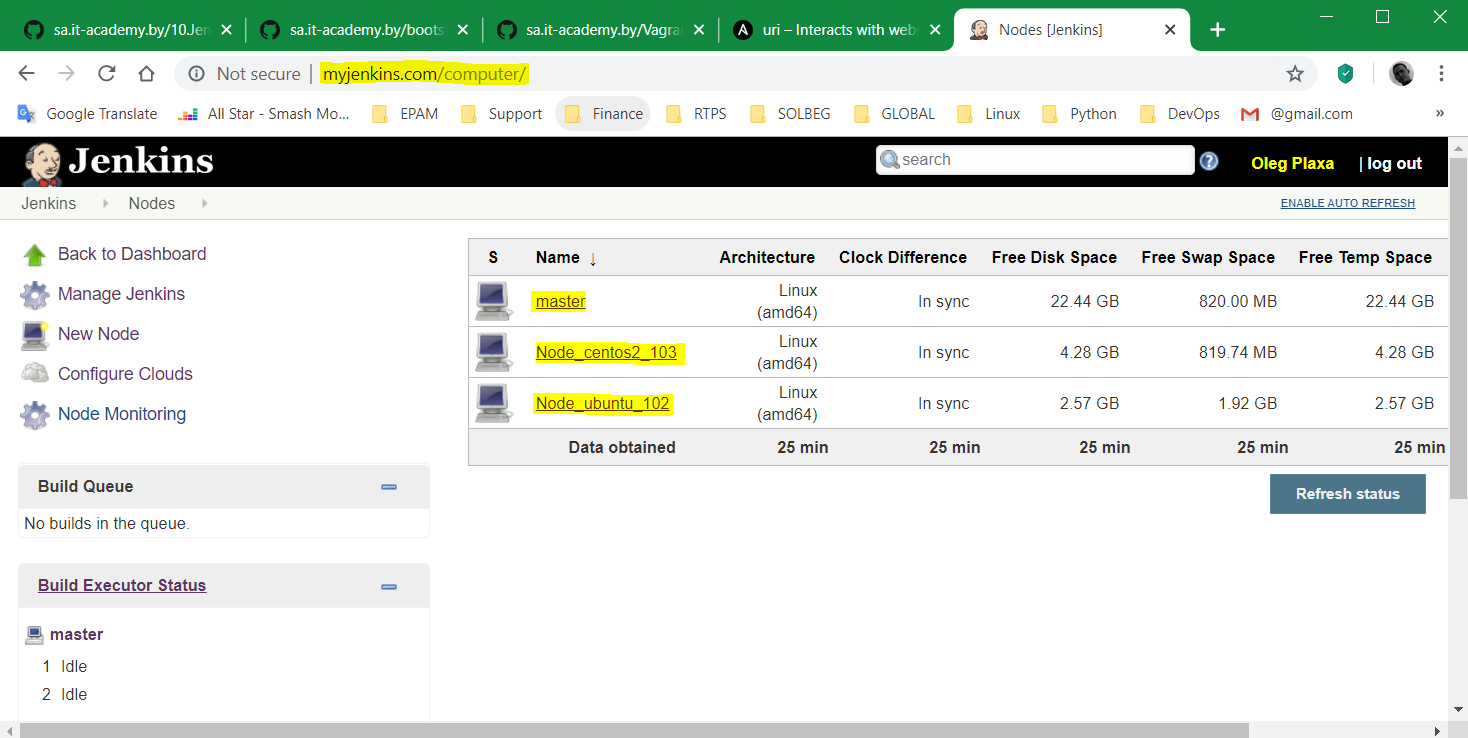 sa.it-academy.by/10.Jen
sa.it-academy.by/boots
sa.it-academy.by/Vagra
uri – Interacts with webs
Nodes [Jenkins]
Not secure | myjenkins.com/computer/
Google Translate All Star - Smash Mo... EPAM Support Finance RTPS SOLBEG GLOBAL Linux Python DevOps @gmail.com »
Jenkins
search
Oleg Plaxa | log out
Jenkins Nodes
ENABLE AUTO REFRESH
Back to Dashboard
Manage Jenkins
New Node
Configure Clouds
Node Monitoring
Build Queue
No builds in the queue.
Build Executor Status
master
1 Idle
2 Idle
S Name ↓ Architecture Clock Difference Free Disk Space Free Swap Space Free Temp Space
master Linux (amd64) In sync 22.44 GB 820.00 MB 22.44 GB
Node_centos2_103 Linux (amd64) In sync 4.28 GB 819.74 MB 4.28 GB
Node_ubuntu_102 Linux (amd64) In sync 2.57 GB 1.92 GB 2.57 GB
Data obtained 25 min 25 min 25 min 25 min 25 min
Refresh status